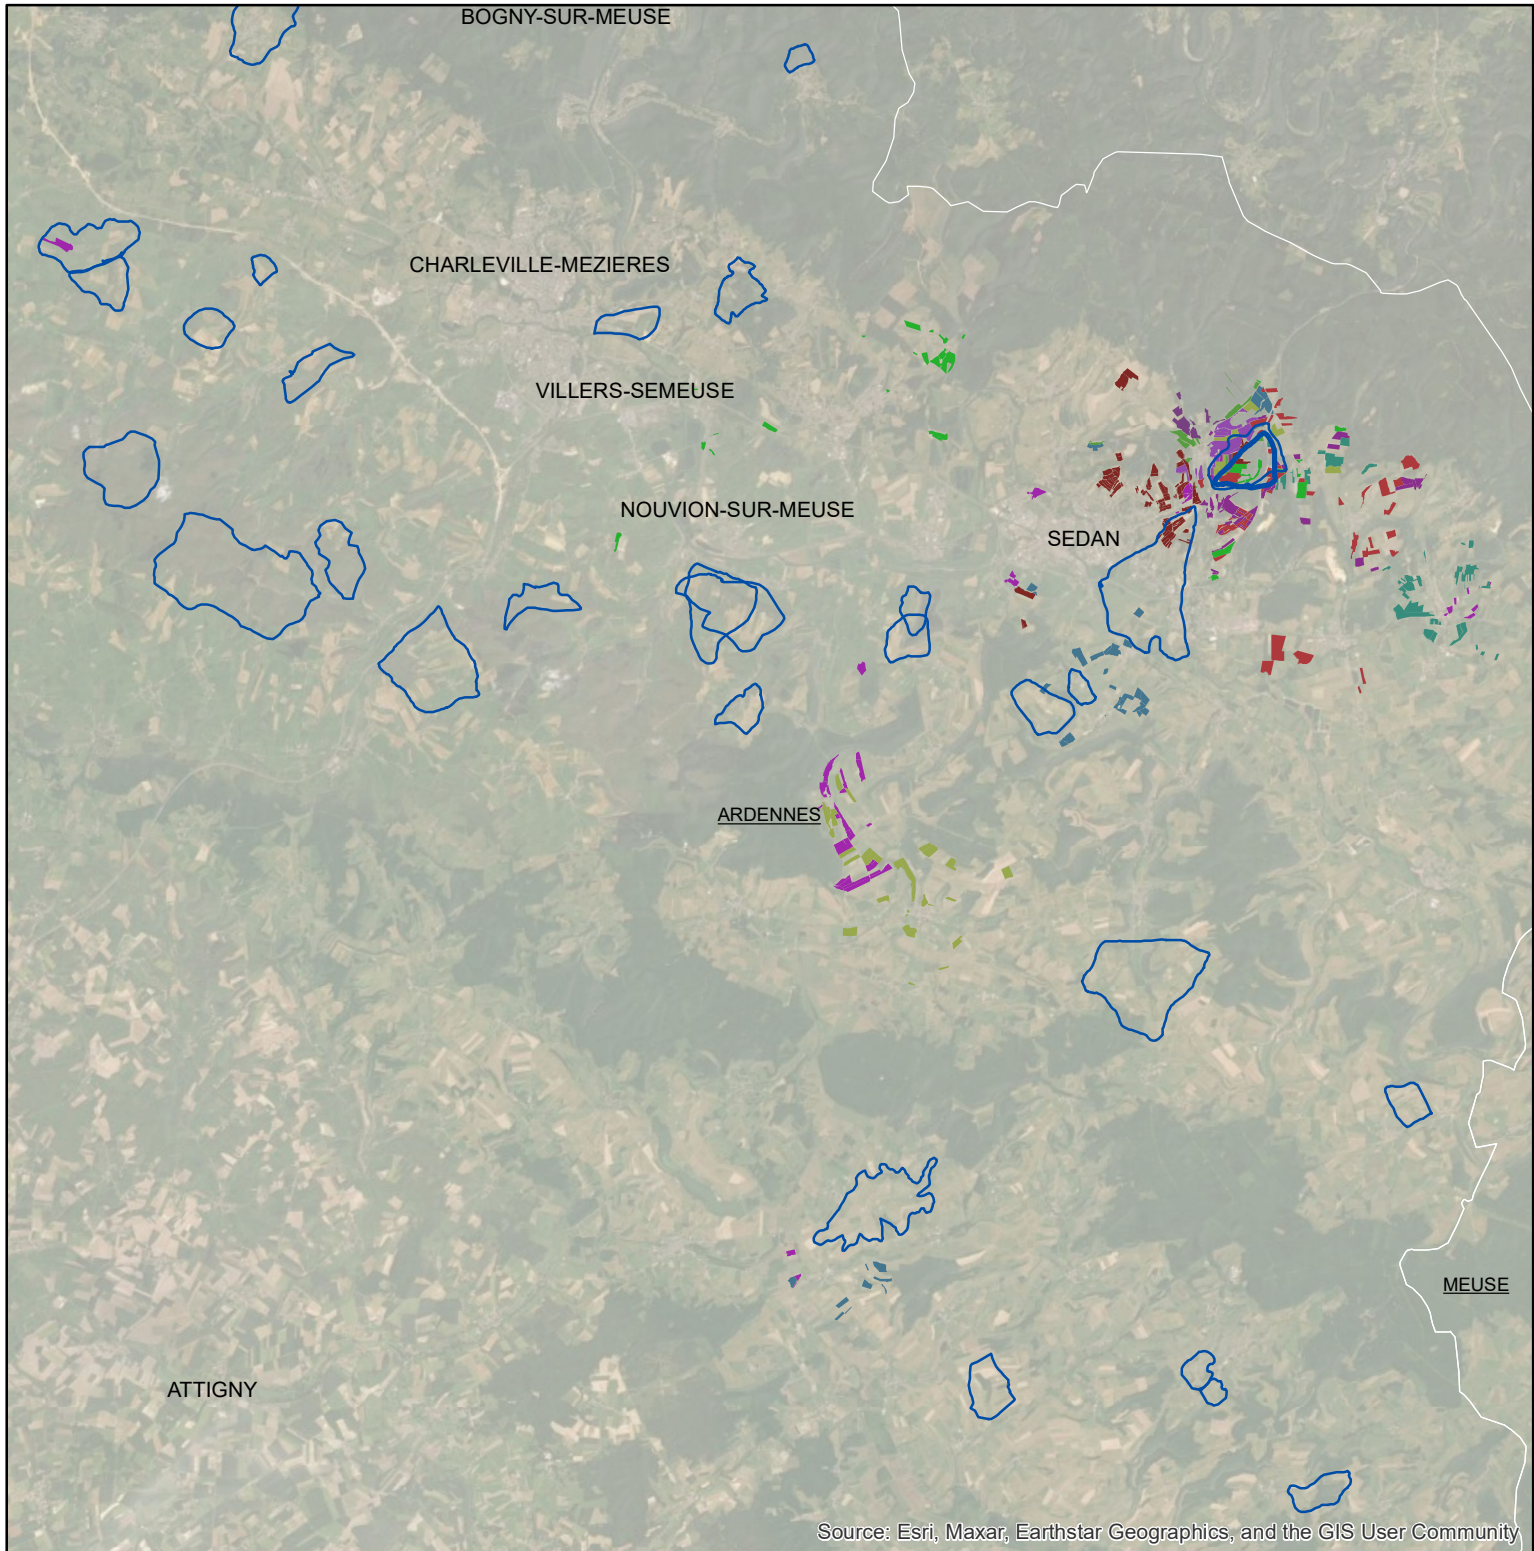 BOGNY-SUR-MEUSE
CHARLEVILLE-MEZIERES
VILLERS-SEMEUSE
NOUVION-SUR-MEUSE
SEDAN
ARDENNES
MEUSE
ATTIGNY
Source: Esri, Maxar, Earthstar Geographics, and the GIS User Community